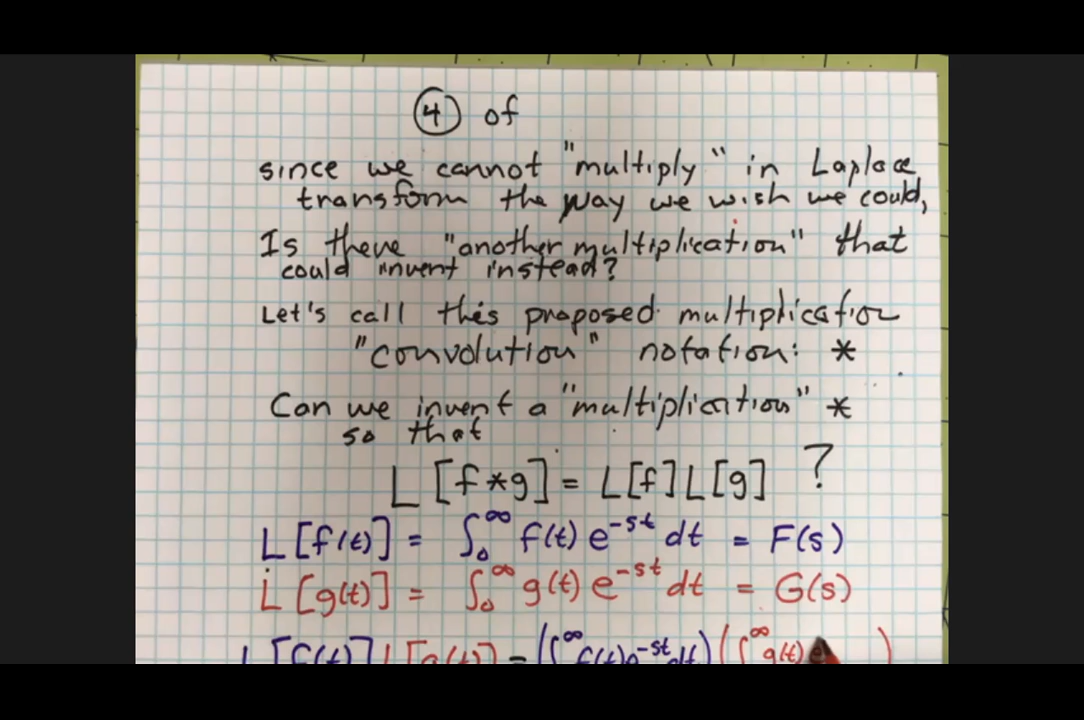 ④ of
since we cannot "multiply" in Laplace
transform the way we wish we could,
Is there "another multiplication" that
could invent instead?
Let's call this proposed multiplication
"convolution" notation: *
Can we invent a "multiplication" *
so that
L[f*g] = L[f]L[g] ?
L[f(t)] = ∫₀^∞ f(t) e^-st dt = F(s)
L[g(t)] = ∫₀^∞ g(t) e^-st dt = G(s)
L[f(t)]L[g(t)] = (∫^∞ f(t)e^-st dt)(∫^∞ g(t) e )